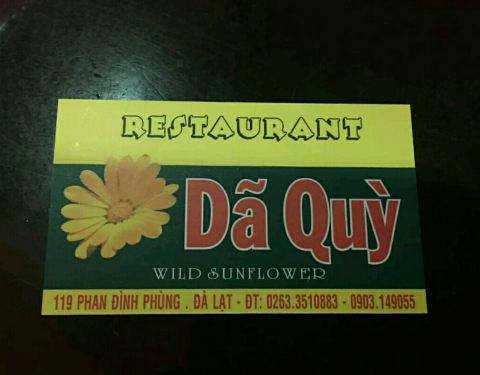 RESTAURANT
Dã Quỳ
WILD SUNFLOWER
119 PHAN ĐÌNH PHÙNG . ĐÀ LẠT - ĐT: 0263.3510883 - 0903.149055